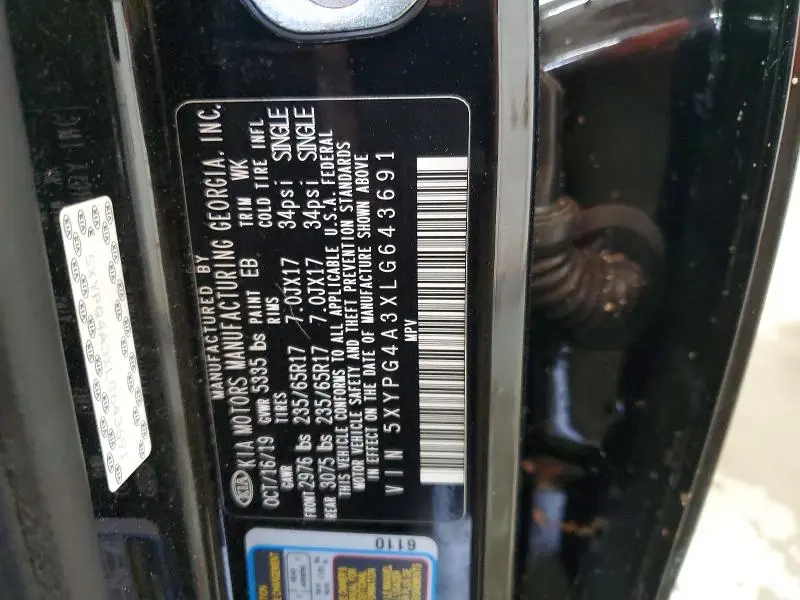 MANUFACTURED BY
KIA KIA MOTORS MANUFACTURING GEORGIA, INC.
OCT/16/19 GVWR 5335 lbs PAINT EB TRIM WK
GAWR TIRES RIMS COLD TIRE INFL
FRONT 2976 lbs 235/65R17 7.0JX17 34psi SINGLE
REAR 3075 lbs 235/65R17 7.0JX17 34psi SINGLE
THIS VEHICLE CONFORMS TO ALL APPLICABLE U.S.A. FEDERAL
MOTOR VEHICLE SAFETY AND THEFT PREVENTION STANDARDS
IN EFFECT ON THE DATE OF MANUFACTURE SHOWN ABOVE
VIN 5XYPG4A3XLG643691
MPV
6110